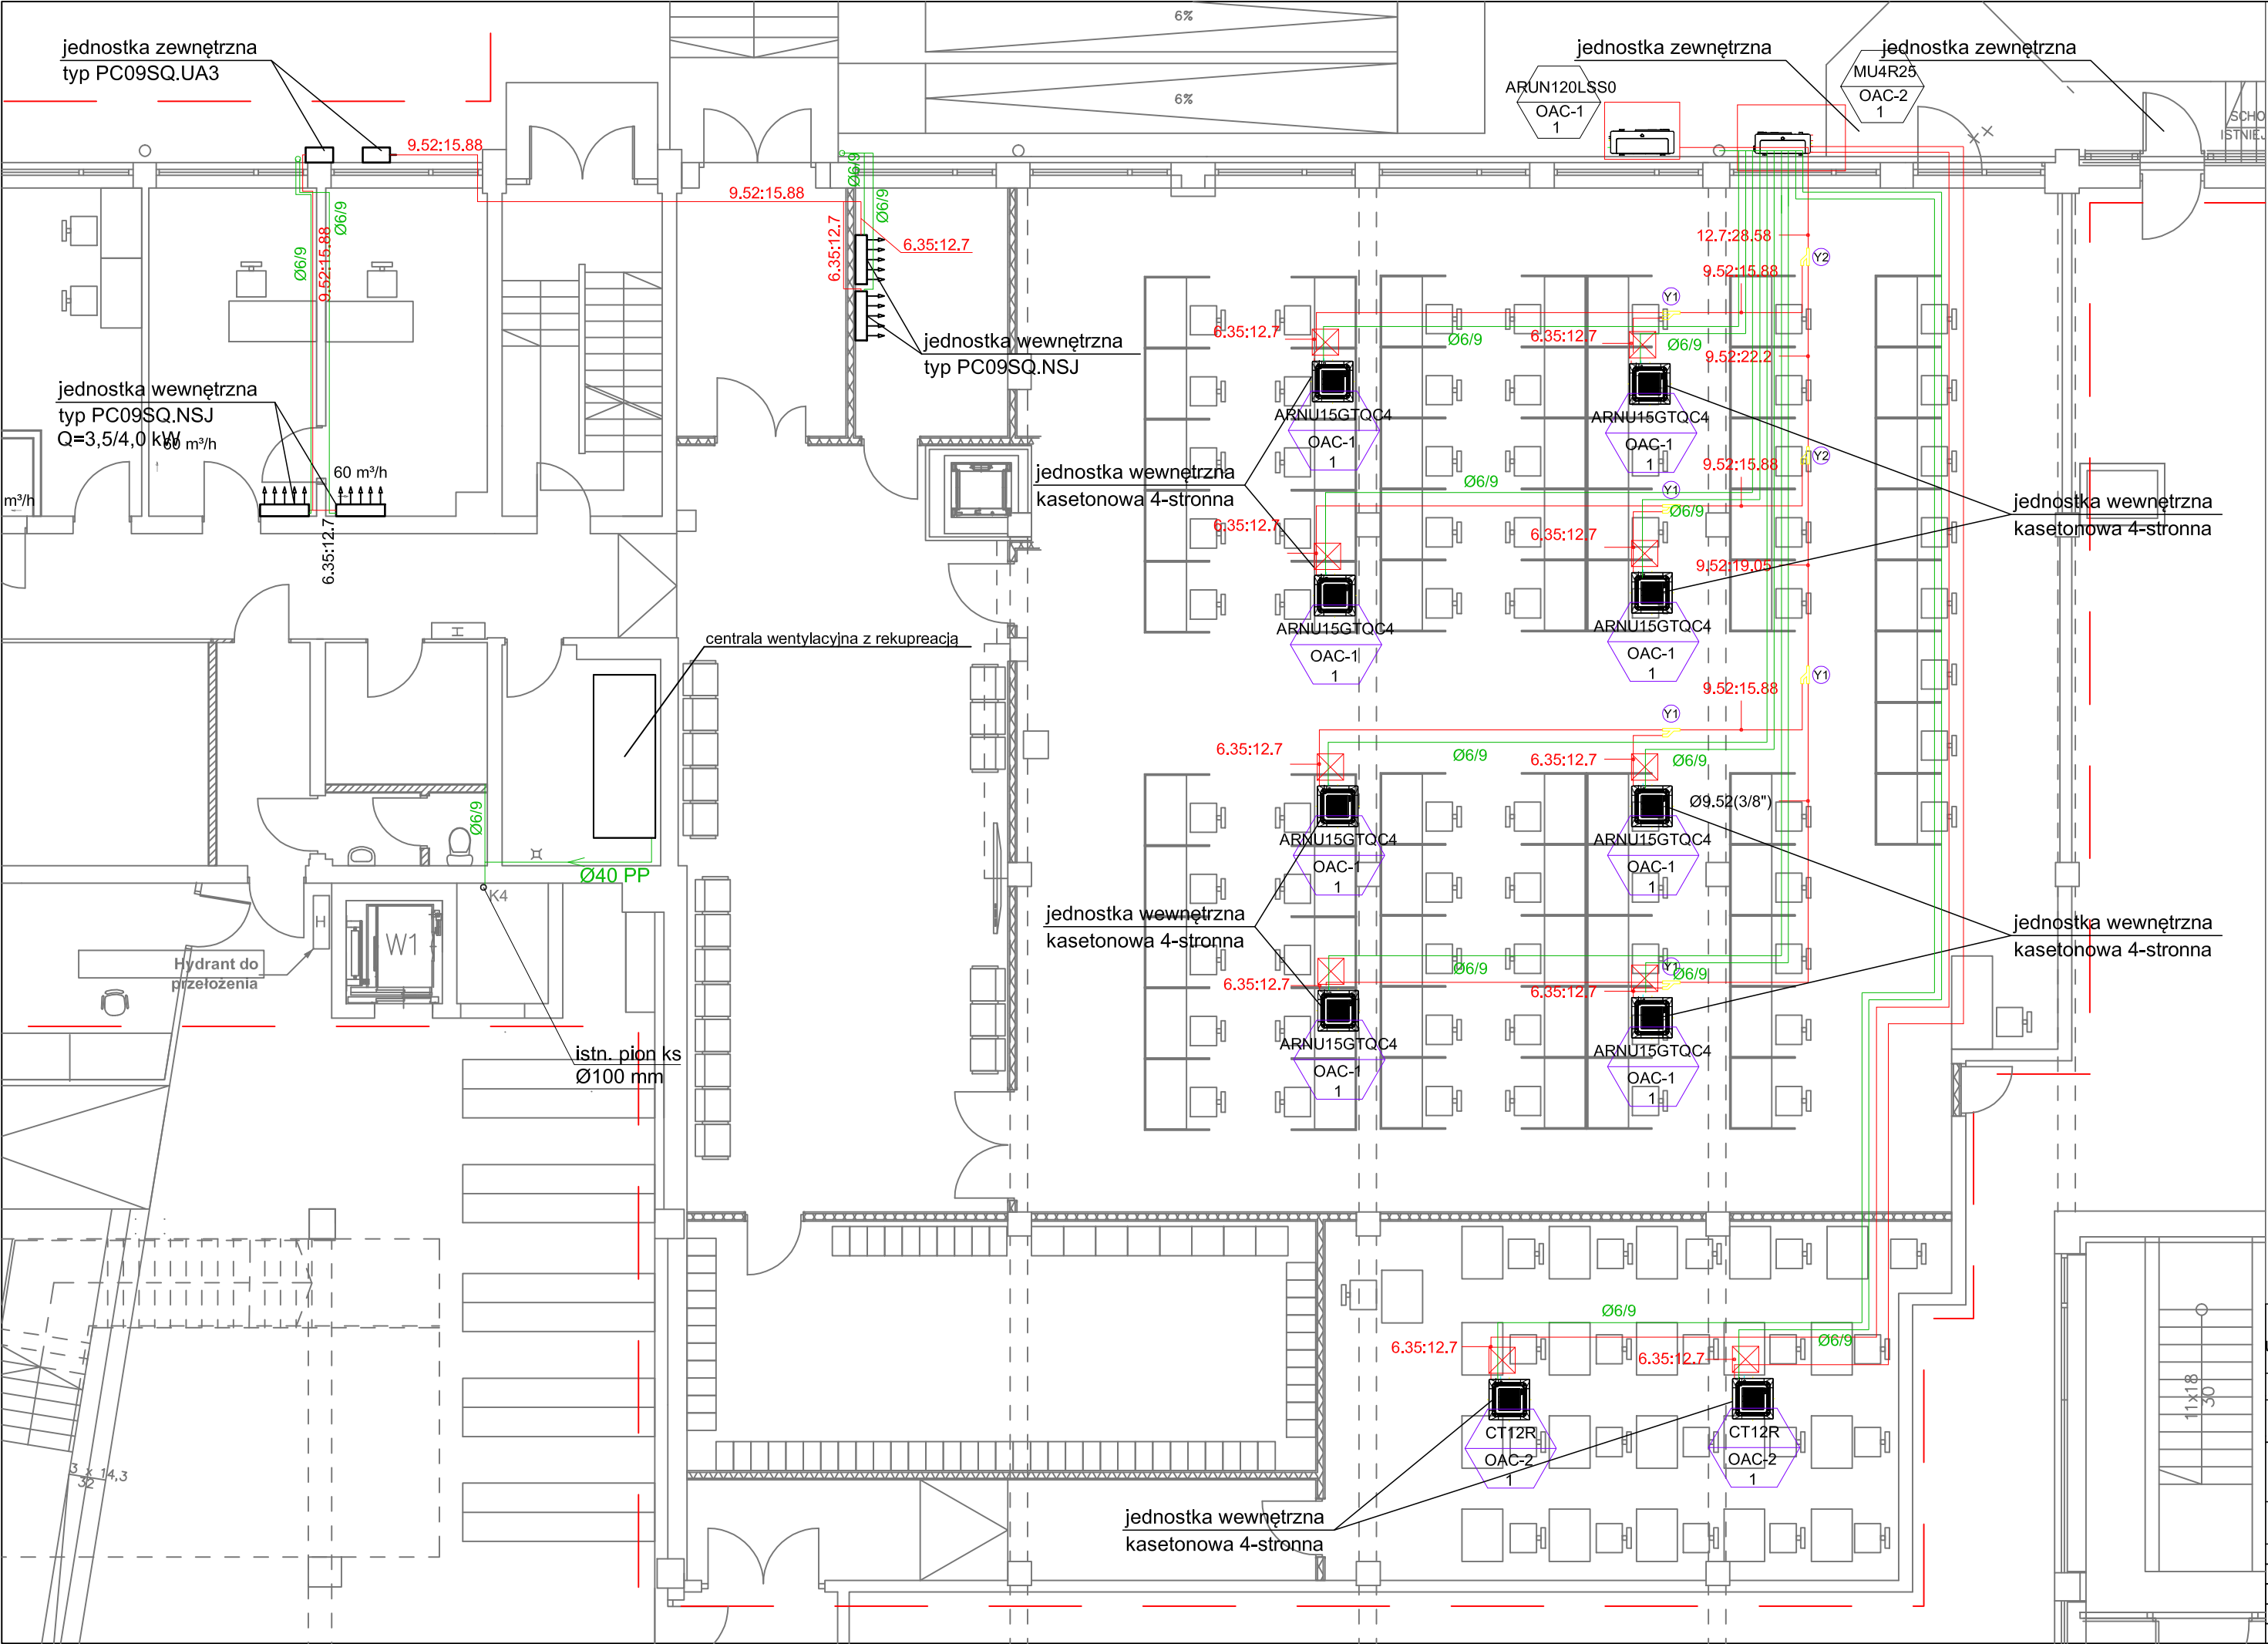 6%
6%
jednostka zewnętrzna
typ PC09SQ.UA3
jednostka zewnętrzna
jednostka zewnętrzna
ARUN120LSS0
OAC-1
1
MU4R25
OAC-2
1
SCHO
ISTNIEJ
9.52:15.88
9.52:15.88
Ø6/9
Ø6/9
Ø6/9
Ø6/9
9.52:15.88
6.35:12.7
6.35:12.7
12.7:28.58
Y2
9.52:15.88
Y1
6.35:12.7
Ø6/9
6.35:12.7
Ø6/9
9.52:22.2
jednostka wewnętrzna
typ PC09SQ.NSJ
jednostka wewnętrzna
typ PC09SQ.NSJ
Q=3,5/4,0 kW
60 m³/h
60 m³/h
m³/h
6.35:12.7
ARNU15GTQC4
OAC-1
1
ARNU15GTQC4
OAC-1
1
jednostka wewnętrzna
kasetonowa 4-stronna
9.52:15.88
Y2
Ø6/9
Y1
Ø6/9
6.35:12.7
6.35:12.7
jednostka wewnętrzna
kasetonowa 4-stronna
9.52:19.05
ARNU15GTQC4
OAC-1
1
ARNU15GTQC4
OAC-1
1
H
centrala wentylacyjna z rekupreacją
Y1
9.52:15.88
Y1
6.35:12.7
Ø6/9
6.35:12.7
Ø6/9
Ø9.52(3/8")
ARNU15GTQC4
OAC-1
1
ARNU15GTQC4
OAC-1
1
Ø6/9
Ø40 PP
K4
H
W1
Hydrant do
przełożenia
jednostka wewnętrzna
kasetonowa 4-stronna
jednostka wewnętrzna
kasetonowa 4-stronna
6.35:12.7
Ø6/9
6.35:12.7
Y1
Ø6/9
ARNU15GTQC4
OAC-1
1
ARNU15GTQC4
OAC-1
1
istn. pion ks
Ø100 mm
Ø6/9
Ø6/9
6.35:12.7
6.35:12.7
CT12R
OAC-2
1
CT12R
OAC-2
1
11x18
30
3 x 14,3
32
jednostka wewnętrzna
kasetonowa 4-stronna